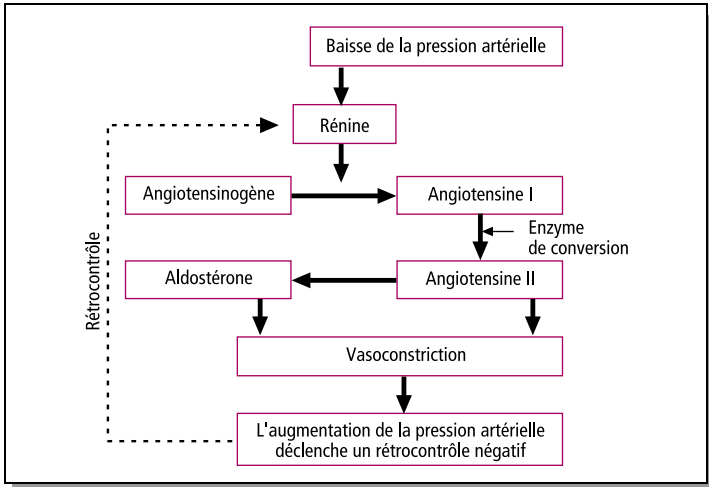 Baisse de la pression artérielle
Rénine
Angiotensinogène
Angiotensine I
Enzyme
de conversion
Aldostérone
Angiotensine II
Vasoconstriction
L'augmentation de la pression artérielle
déclenche un rétrocontrôle négatif
Rétrocontrôle